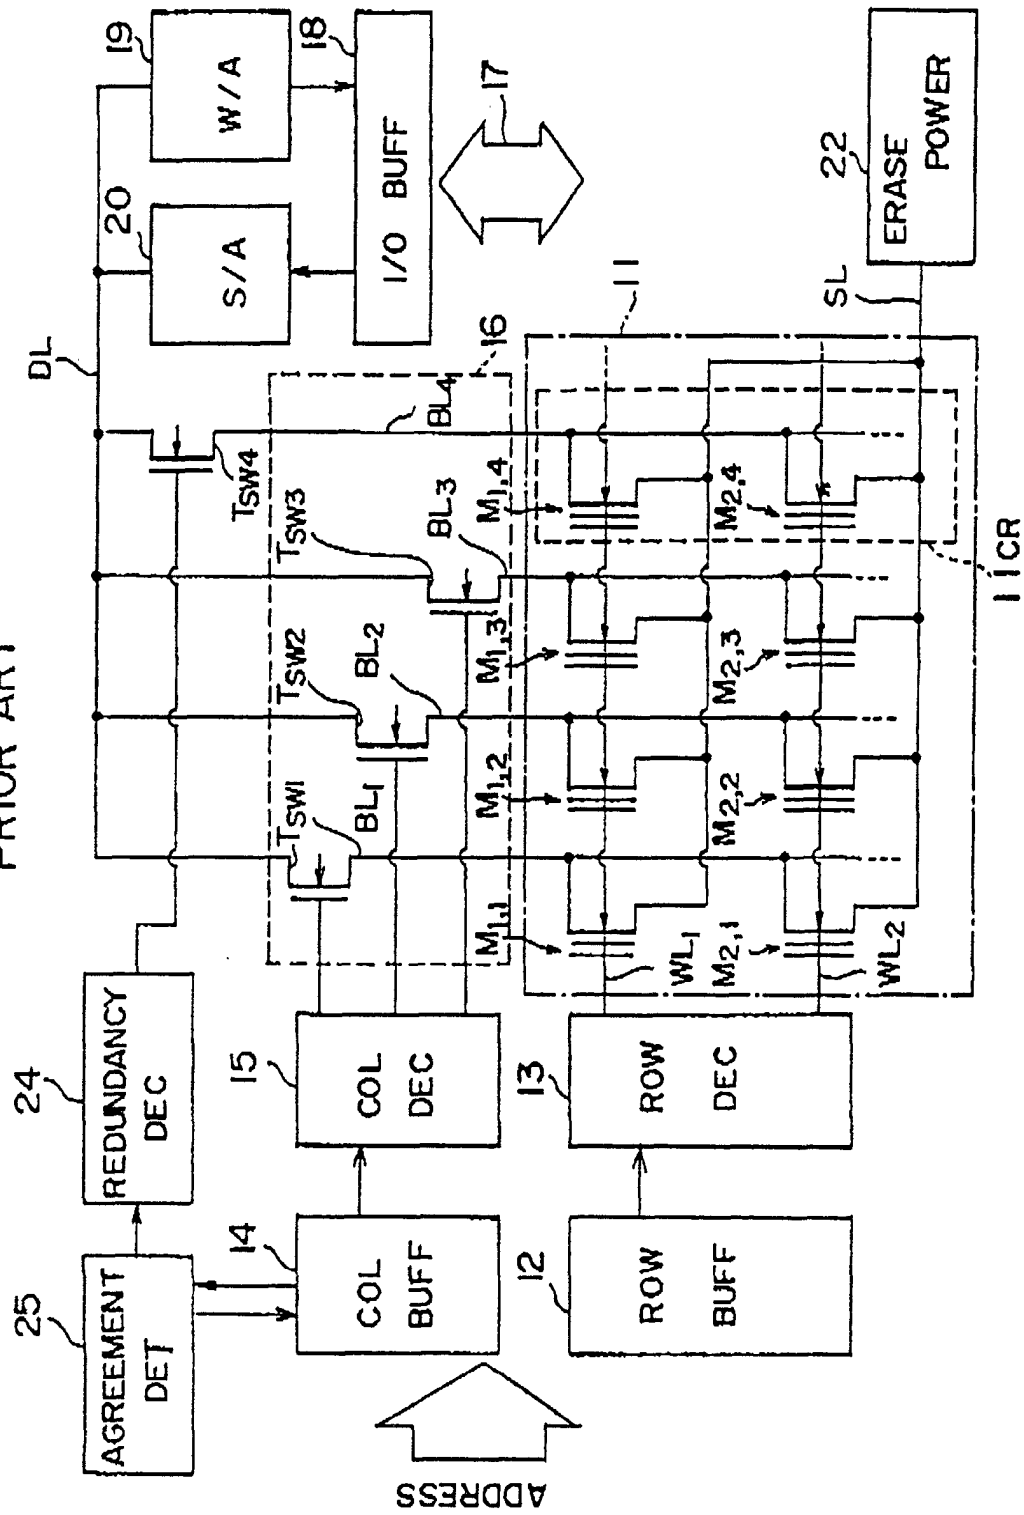 PRIOR ART
25
AGREEMENT
DET
24
REDUNDANCY
DEC
DL
20
S/A
19
W/A
18
I/O BUFF
17
ADDRESS
14
COL
BUFF
15
COL
DEC
16
TSW1
BL1
TSW2
BL2
TSW3
BL3
TSW4
BL4
12
ROW
BUFF
13
ROW
DEC
11
M1,1
M1,2
M1,3
M1,4
WL1
M2,1
M2,2
M2,3
M2,4
WL2
11CR
SL
22
ERASE
POWER